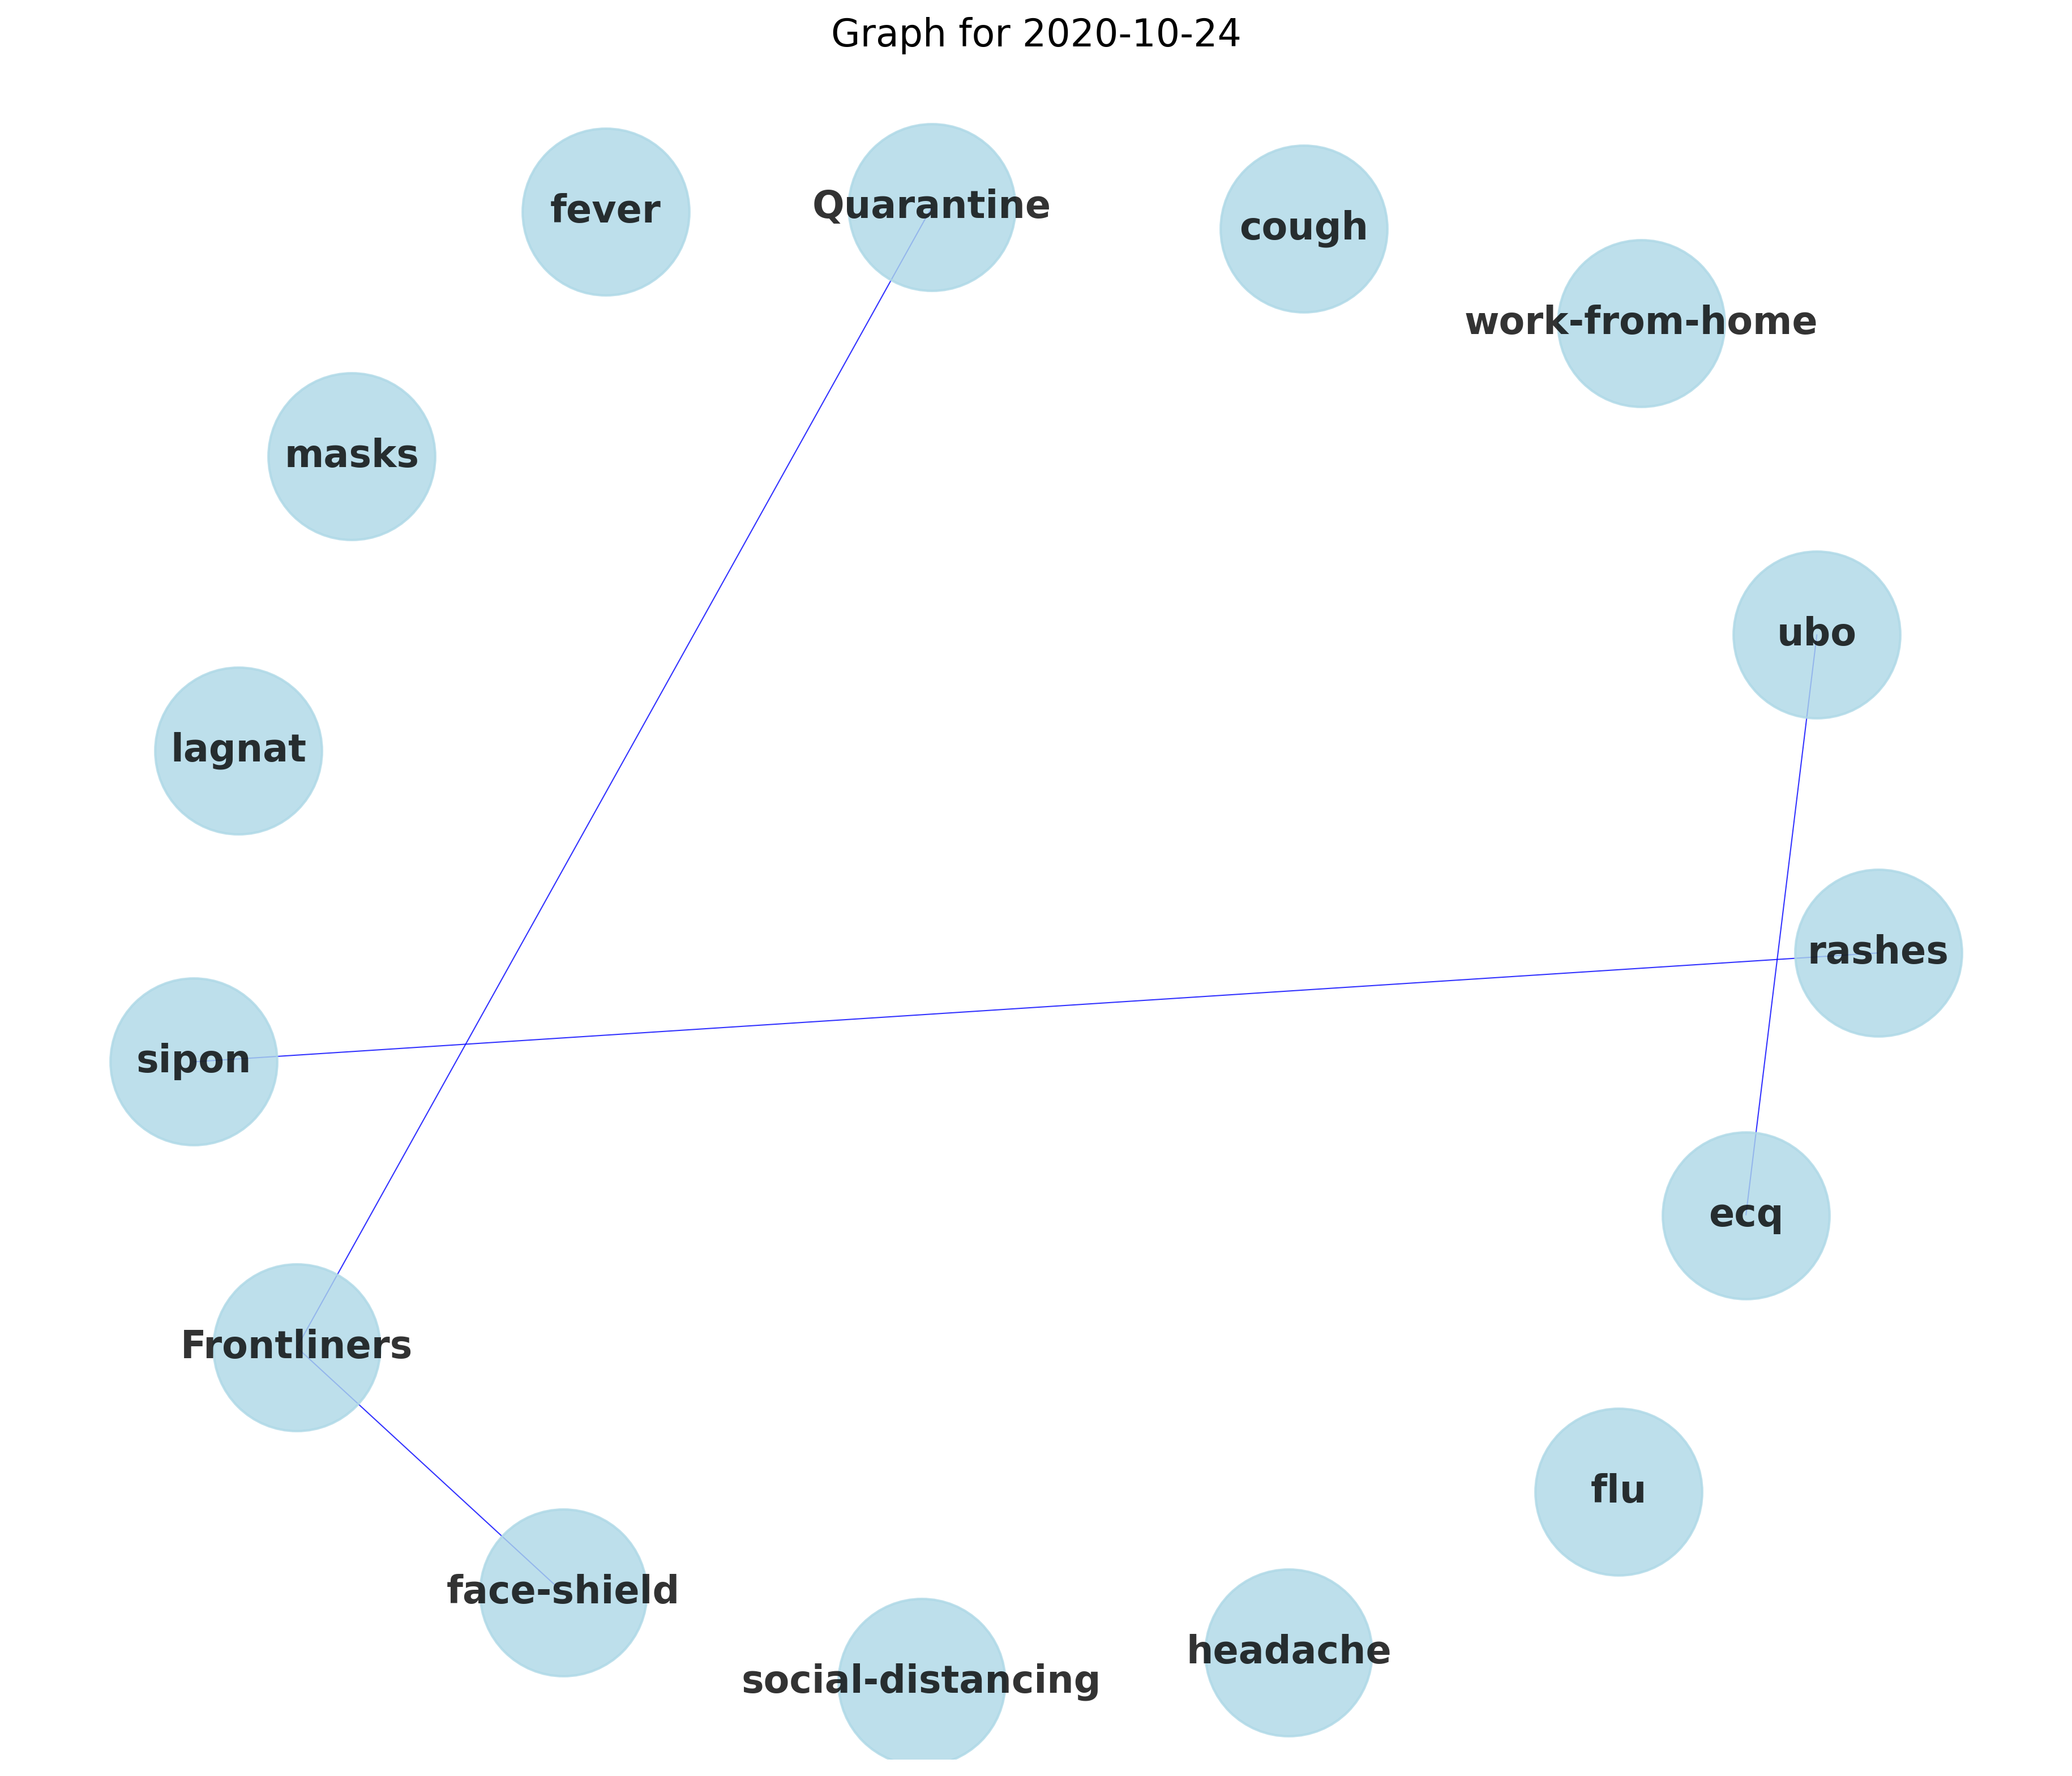 Graph for 2020-10-24
fever
Quarantine
cough
work-from-home
masks
ubo
lagnat
rashes
sipon
ecq
Frontliners
flu
face-shield
headache
social-distancing